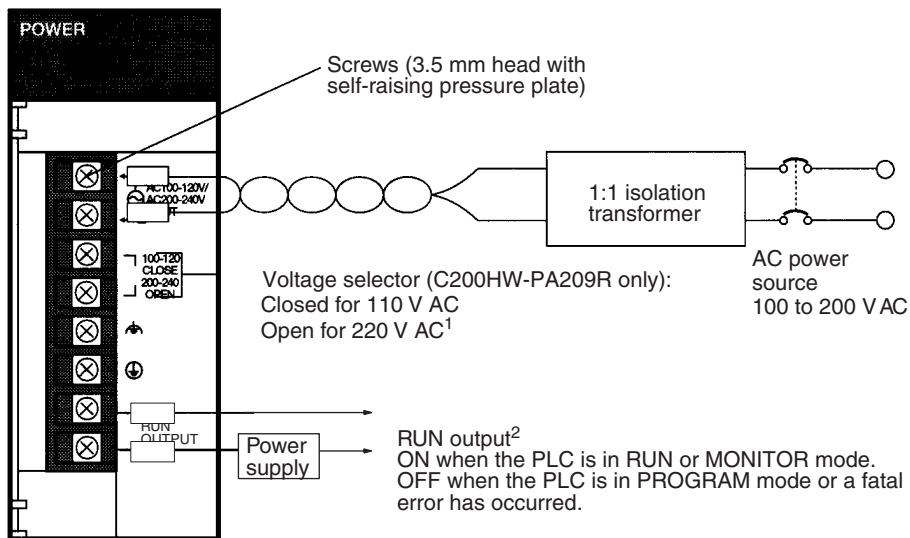 POWER
Screws (3.5 mm head with
self-raising pressure plate)
AC100-120V/
AC200-240V
1:1 isolation
transformer
100-120
CLOSE
200-240
OPEN
Voltage selector (C200HW-PA209R only):
Closed for 110 V AC
Open for 220 V AC1
AC power
source
100 to 200 V AC
RUN
OUTPUT
Power
supply
RUN output2
ON when the PLC is in RUN or MONITOR mode.
OFF when the PLC is in PROGRAM mode or a fatal
error has occurred.